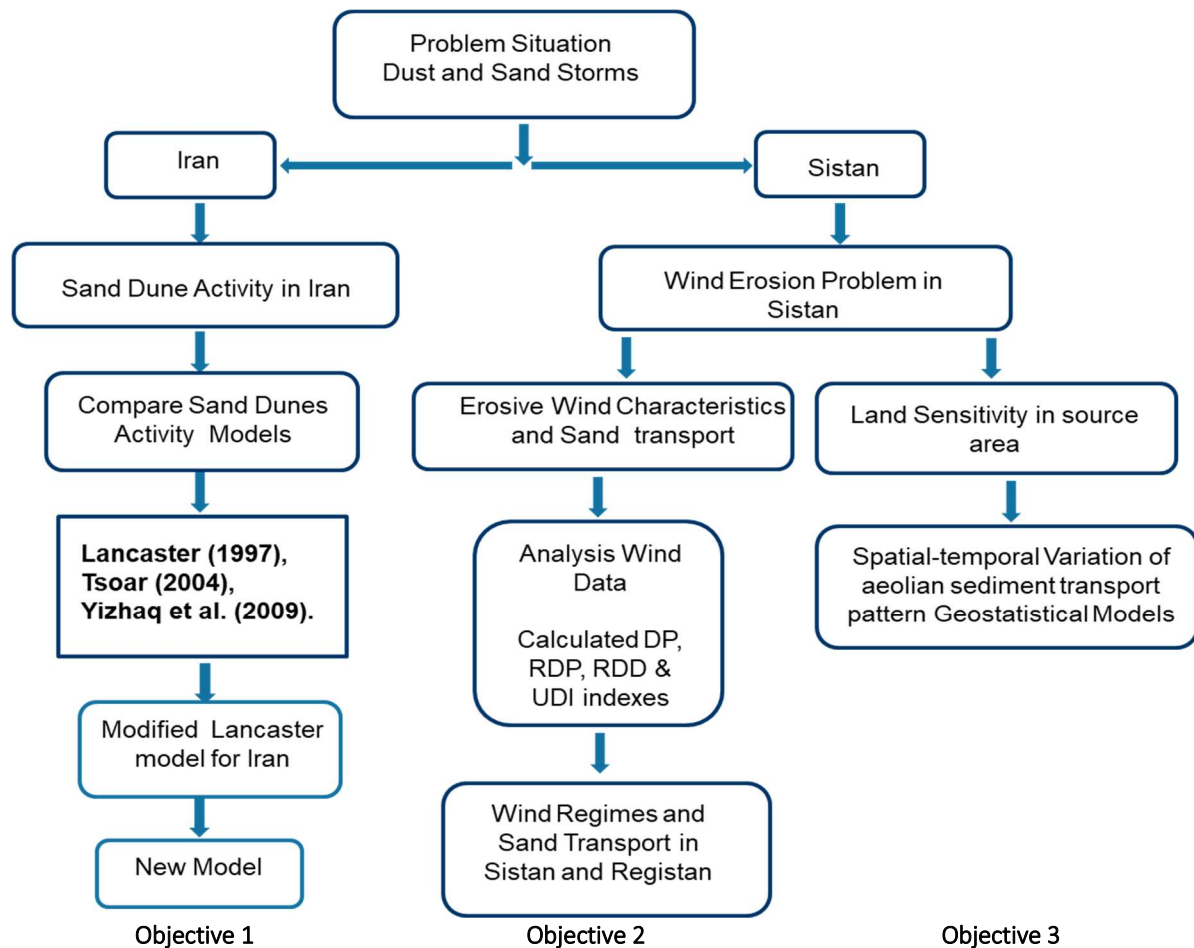 Problem Situation
Dust and Sand Storms
Iran
Sistan
Sand Dune Activity in Iran
Wind Erosion Problem in
Sistan
Compare Sand Dunes
Activity Models
Erosive Wind Characteristics
and Sand transport
Land Sensitivity in source
area
Lancaster (1997),
Tsoar (2004),
Yizhaq et al. (2009).
Analysis Wind
Data
Calculated DP,
RDP, RDD &
UDI indexes
Spatial-temporal Variation of
aeolian sediment transport
pattern Geostatistical Models
Modified Lancaster
model for Iran
Wind Regimes and
Sand Transport in
Sistan and Registan
New Model
Objective 1
Objective 2
Objective 3